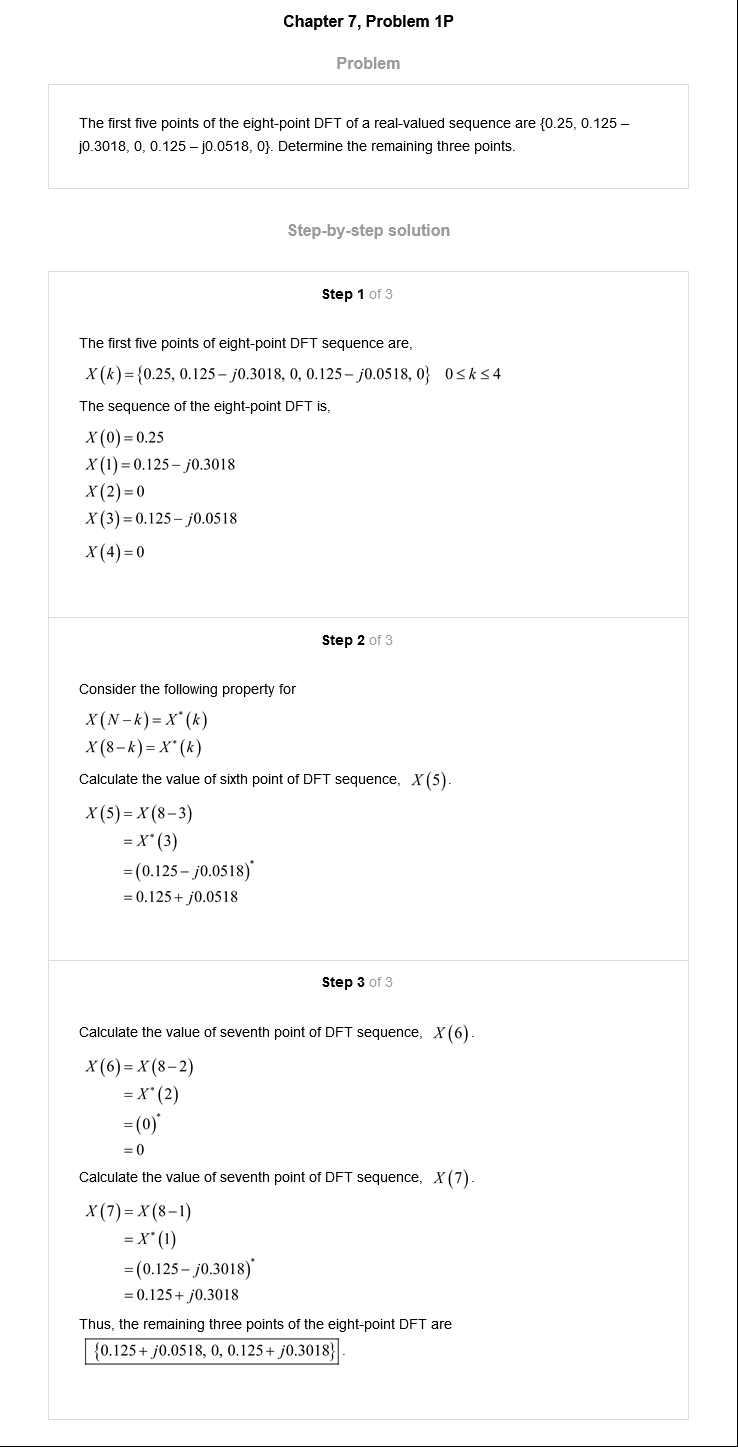 Chapter 7, Problem 1P
Problem
The first five points of the eight-point DFT of a real-valued sequence are {0.25, 0.125 –
j0.3018, 0, 0.125 – j0.0518, 0}. Determine the remaining three points.
Step-by-step solution
Step 1 of 3
The first five points of eight-point DFT sequence are,
X(k)={0.25, 0.125−j0.3018, 0, 0.125−j0.0518, 0} 0≤k≤4
The sequence of the eight-point DFT is,
X(0)=0.25
X(1)=0.125−j0.3018
X(2)=0
X(3)=0.125−j0.0518
X(4)=0
Step 2 of 3
Consider the following property for
X(N−k)=X*(k)
X(8−k)=X*(k)
Calculate the value of sixth point of DFT sequence, X(5).
X(5)=X(8−3)
=X*(3)
=(0.125−j0.0518)*
=0.125+j0.0518
Step 3 of 3
Calculate the value of seventh point of DFT sequence, X(6).
X(6)=X(8−2)
=X*(2)
=(0)*
=0
Calculate the value of seventh point of DFT sequence, X(7).
X(7)=X(8−1)
=X*(1)
=(0.125−j0.3018)*
=0.125+j0.3018
Thus, the remaining three points of the eight-point DFT are
{0.125+j0.0518, 0, 0.125+j0.3018}.